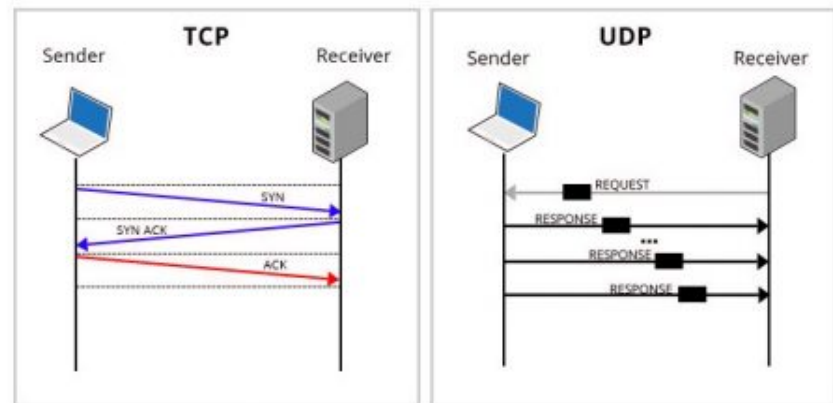 TCP
Sender
Receiver
SYN
SYN ACK
ACK
UDP
Sender
Receiver
REQUEST
RESPONSE
...
RESPONSE
RESPONSE